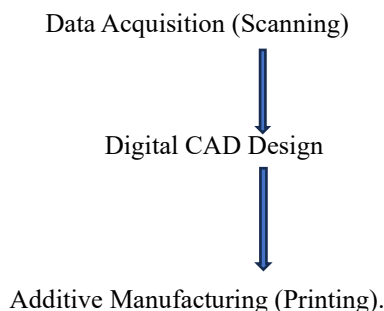 Data Acquisition (Scanning)
Digital CAD Design
Additive Manufacturing (Printing).